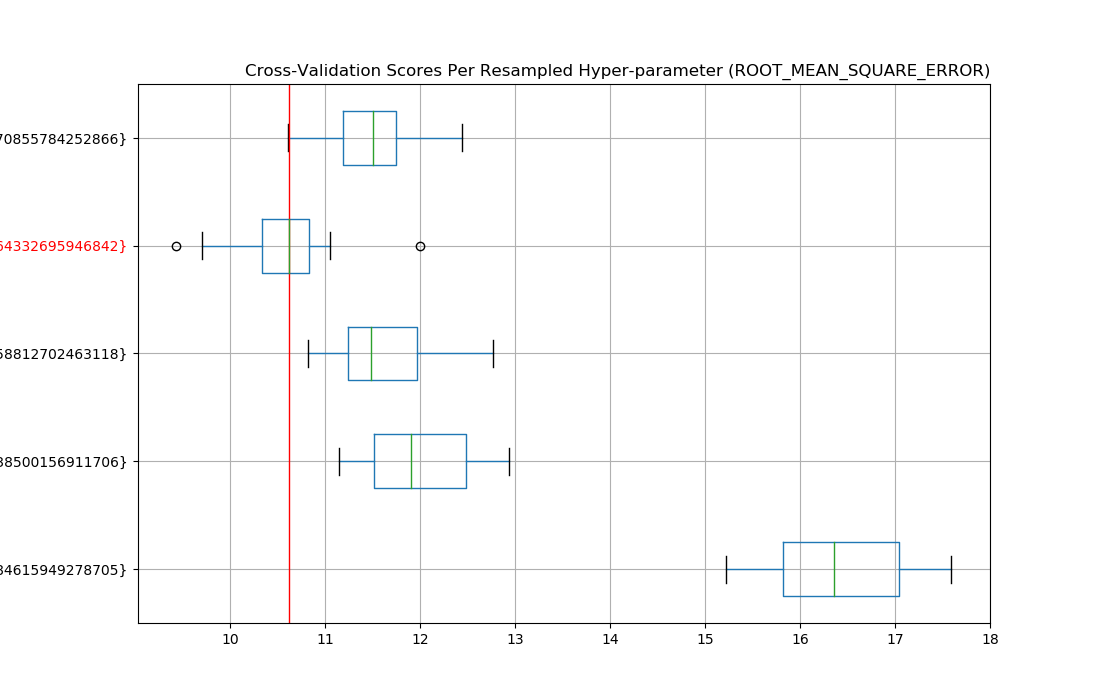 Cross-Validation Scores Per Resampled Hyper-parameter (ROOT_MEAN_SQUARE_ERROR)
70855784252866}
64332695946842}
58812702463118}
38500156911706}
34615949278705}
10 11 12 13 14 15 16 17 18